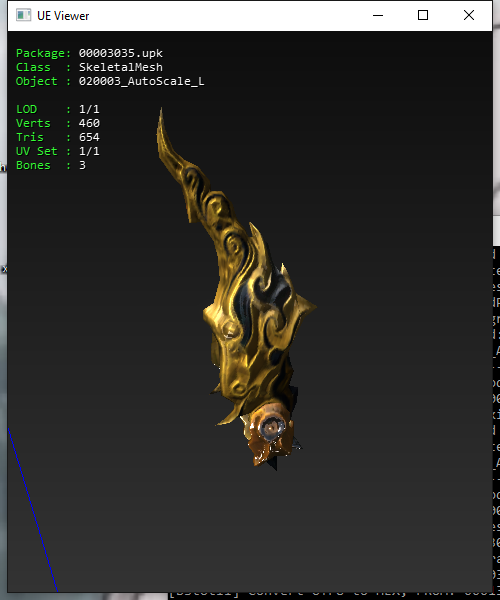 UE Viewer
Package: 00003035.upk
Class : SkeletalMesh
Object : 020003_AutoScale_L
LOD : 1/1
Verts : 460
Tris : 654
UV Set : 1/1
Bones : 3